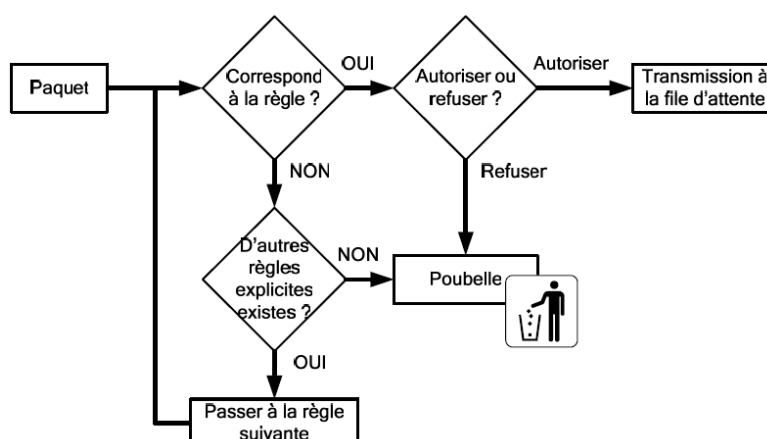 Paquet
Correspond
à la règle ?
OUI
Autoriser ou
refuser ?
Autoriser
Transmission à
la file d'attente
NON
Refuser
D'autres
règles
explicites
existes ?
NON
Poubelle
OUI
Passer à la règle
suivante